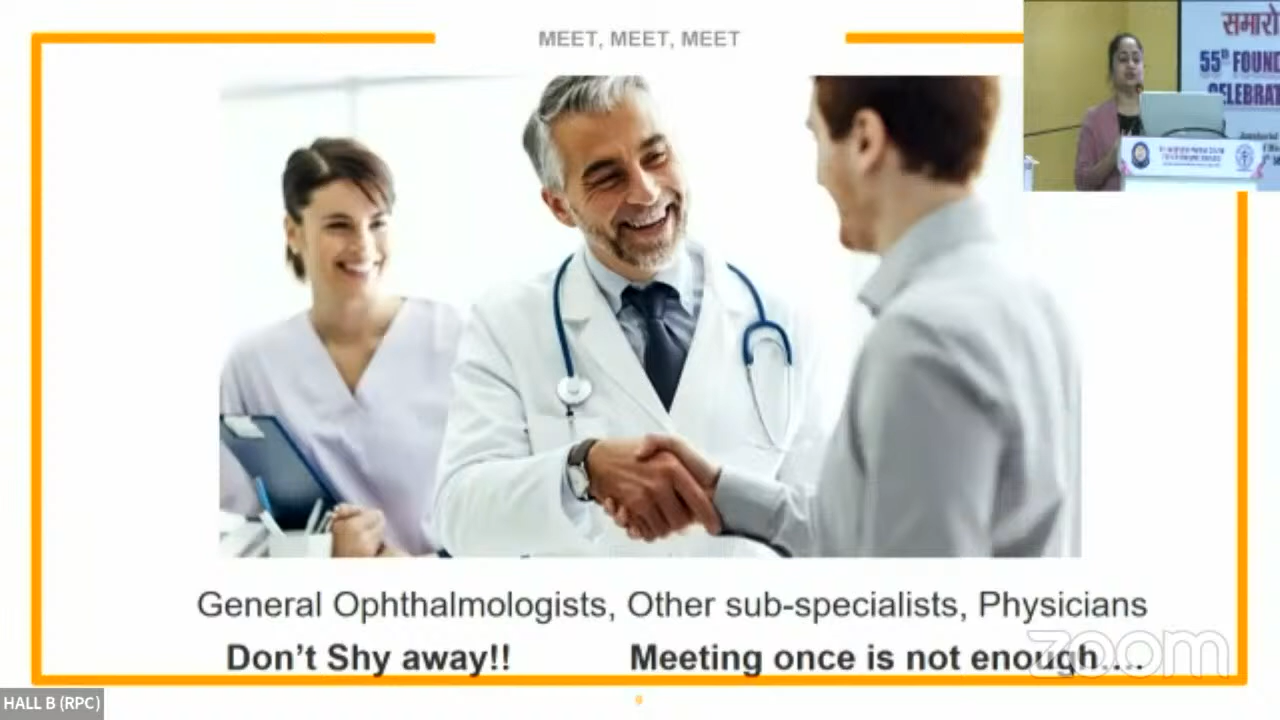 MEET, MEET, MEET
समारो
55th FOUND
CELEBRAT
General Ophthalmologists, Other sub-specialists, Physicians
Don't Shy away!!
Meeting once is not enough....
zoom
HALL B (RPC)
9